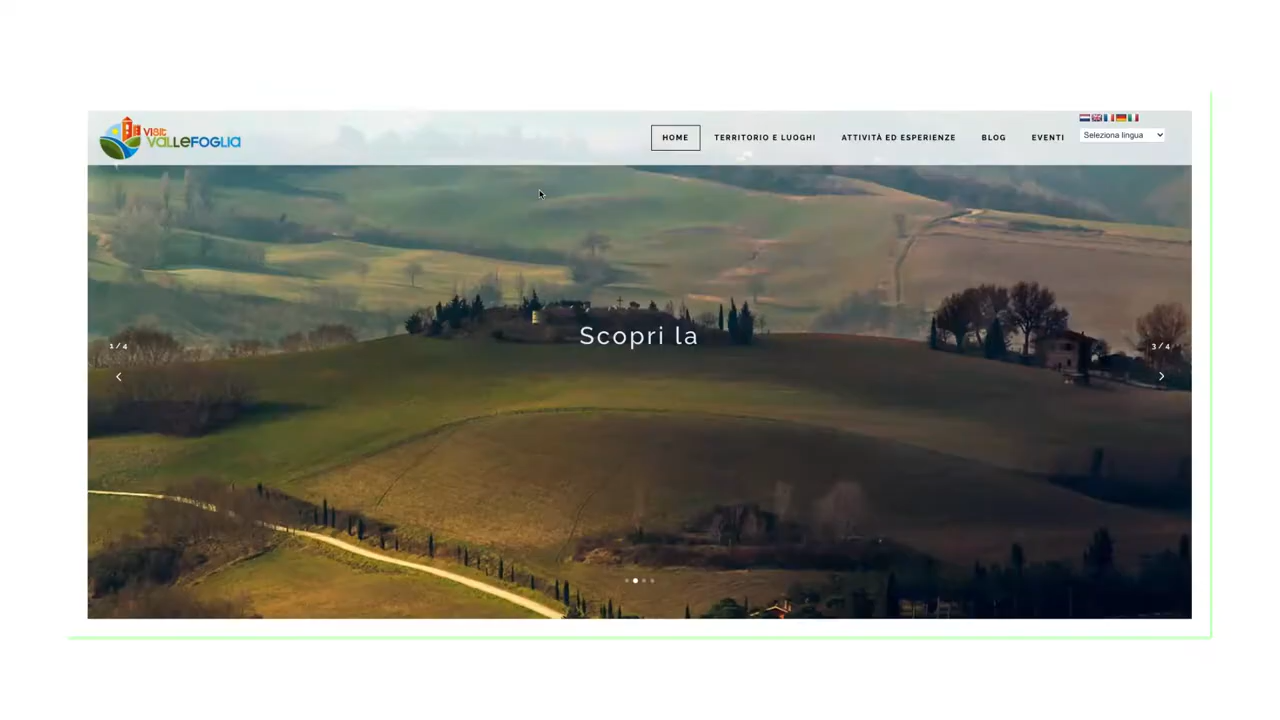 Visit
VALLEFOGLIA
HOME
TERRITORIO E LUOGHI
ATTIVITÀ ED ESPERIENZE
BLOG
EVENTI
Seleziona lingua
Scopri la
1 / 4
3 / 4